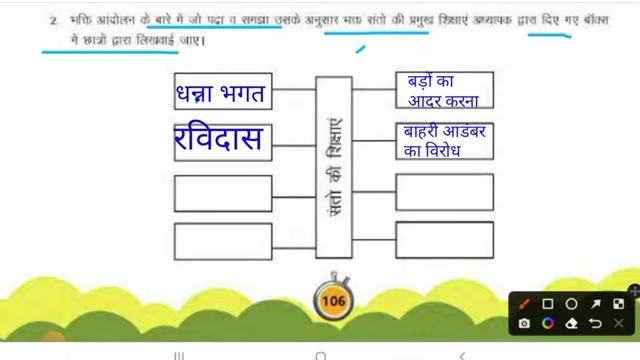 2. भक्ति आंदोलन के बारे में जो पढ़ा व समझा उसके अनुसार भक्त संतो की प्रमुख शिक्षाएं अध्यापक द्वारा दिए गए बॉक्स
में छात्रों द्वारा लिखवाई जाए।
धन्ना भगत
बड़ों का
आदर करना
रविदास
बाहरी आडंबर
का विरोध
संतो की शिक्षाएं
106